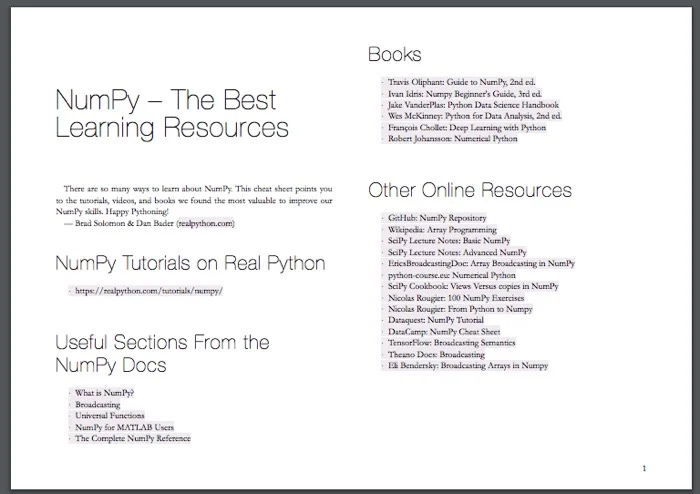 NumPy – The Best
Learning Resources
There are so many ways to learn about NumPy. This cheat sheet points you
to the tutorials, videos, and books we found the most valuable to improve our
NumPy skills. Happy Pythoning!
— Brad Solomon & Dan Bader (realpython.com)
NumPy Tutorials on Real Python
· https://realpython.com/tutorials/numpy/
Useful Sections From the
NumPy Docs
· What is NumPy?
· Broadcasting
· Universal Functions
· NumPy for MATLAB Users
· The Complete NumPy Reference
Books
· Travis Oliphant: Guide to NumPy, 2nd ed.
· Ivan Idris: Numpy Beginner's Guide, 3rd ed.
· Jake VanderPlas: Python Data Science Handbook
· Wes McKinney: Python for Data Analysis, 2nd ed.
· François Chollet: Deep Learning with Python
· Robert Johansson: Numerical Python
Other Online Resources
· GitHub: NumPy Repository
· Wikipedia: Array Programming
· SciPy Lecture Notes: Basic NumPy
· SciPy Lecture Notes: Advanced NumPy
· EricsBroadcastingDoc: Array Broadcasting in NumPy
· python-course.eu: Numerical Python
· SciPy Cookbook: Views Versus copies in NumPy
· Nicolas Rougier: 100 NumPy Exercises
· Nicolas Rougier: From Python to Numpy
· Dataquest: NumPy Tutorial
· DataCamp: NumPy Cheat Sheet
· TensorFlow: Broadcasting Semantics
· Theano Docs: Broadcasting
· Eli Bendersky: Broadcasting Arrays in Numpy
1